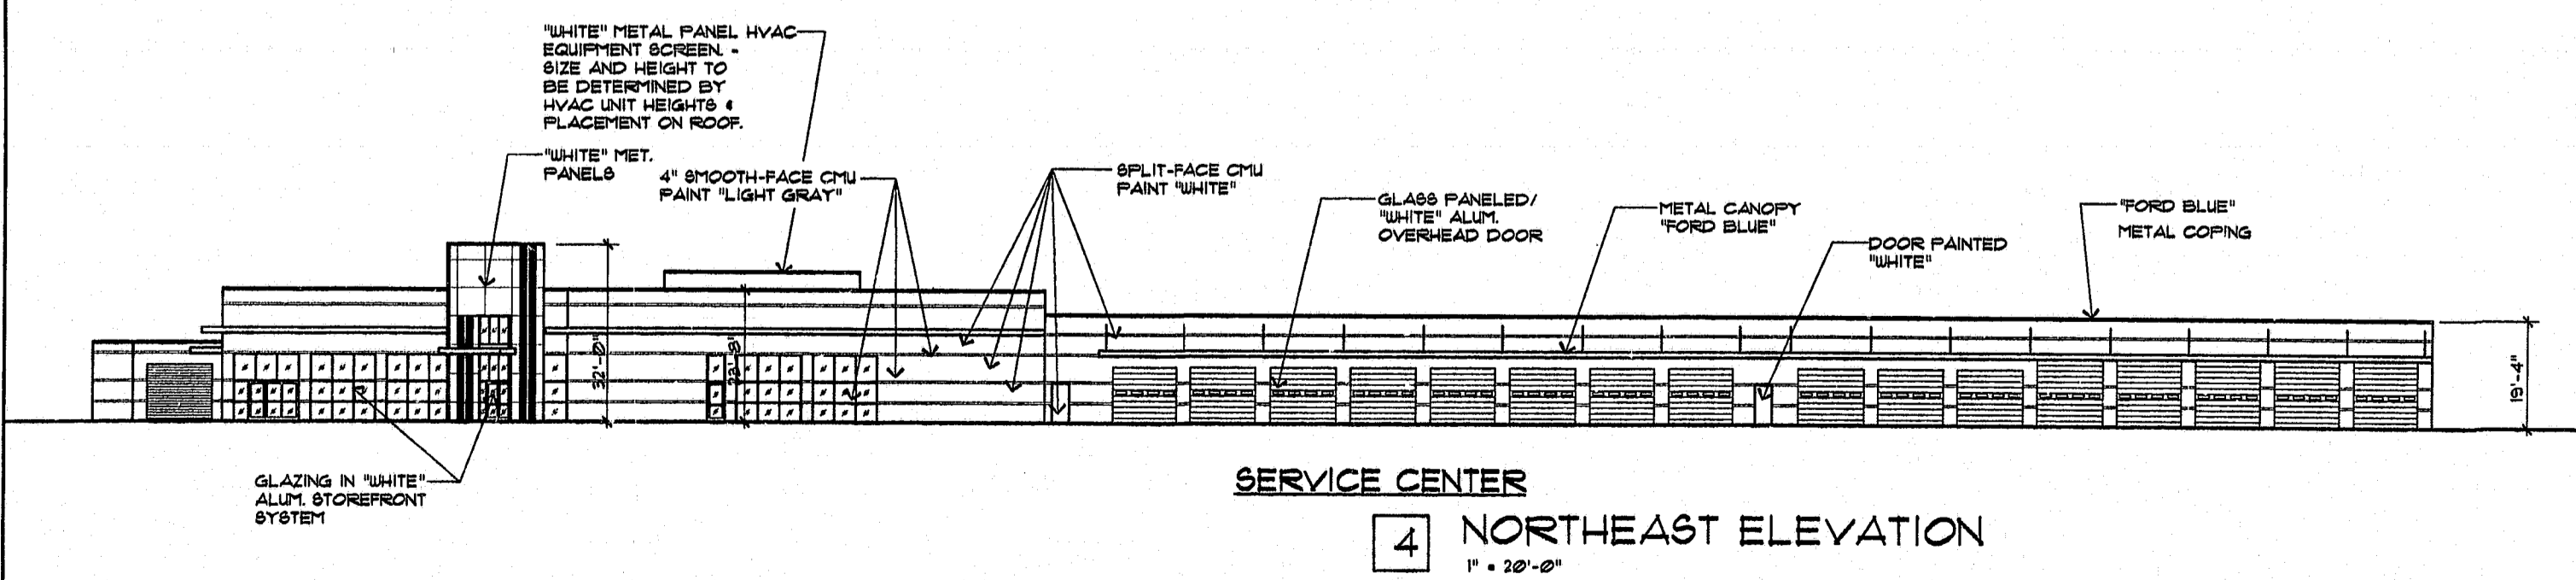 "WHITE" METAL PANEL HVAC
EQUIPMENT SCREEN. -
SIZE AND HEIGHT TO
BE DETERMINED BY
HVAC UNIT HEIGHTS &
PLACEMENT ON ROOF.
"WHITE" MET.
PANELS
4" SMOOTH-FACE CMU
PAINT "LIGHT GRAY"
SPLIT-FACE CMU
PAINT "WHITE"
GLASS PANELED/
"WHITE" ALUM.
OVERHEAD DOOR
METAL CANOPY
"FORD BLUE"
DOOR PAINTED
"WHITE"
"FORD BLUE"
METAL COPING
32'-0"
23'-8"
19'-4"
GLAZING IN "WHITE"
ALUM. STOREFRONT
SYSTEM
SERVICE CENTER
4 NORTHEAST ELEVATION
1" = 20'-0"